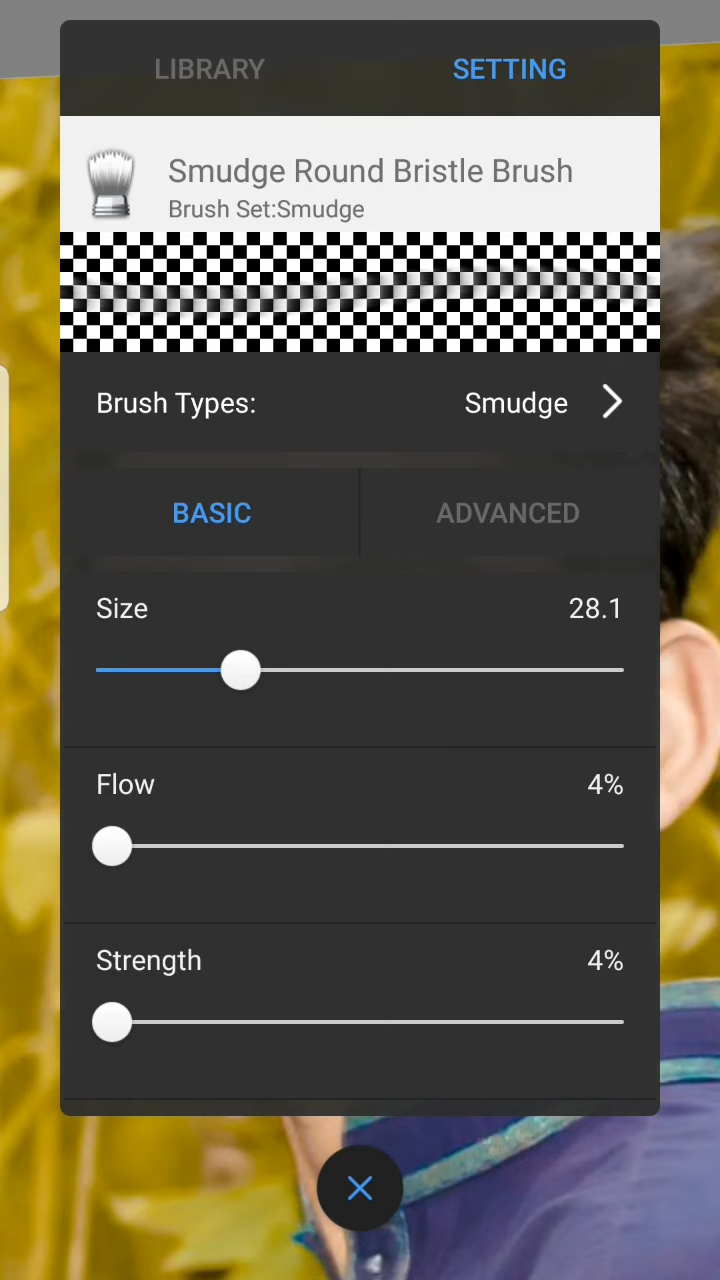 LIBRARY SETTING
Smudge Round Bristle Brush
Brush Set:Smudge
Brush Types: Smudge
BASIC ADVANCED
Size 28.1
Flow 4%
Strength 4%